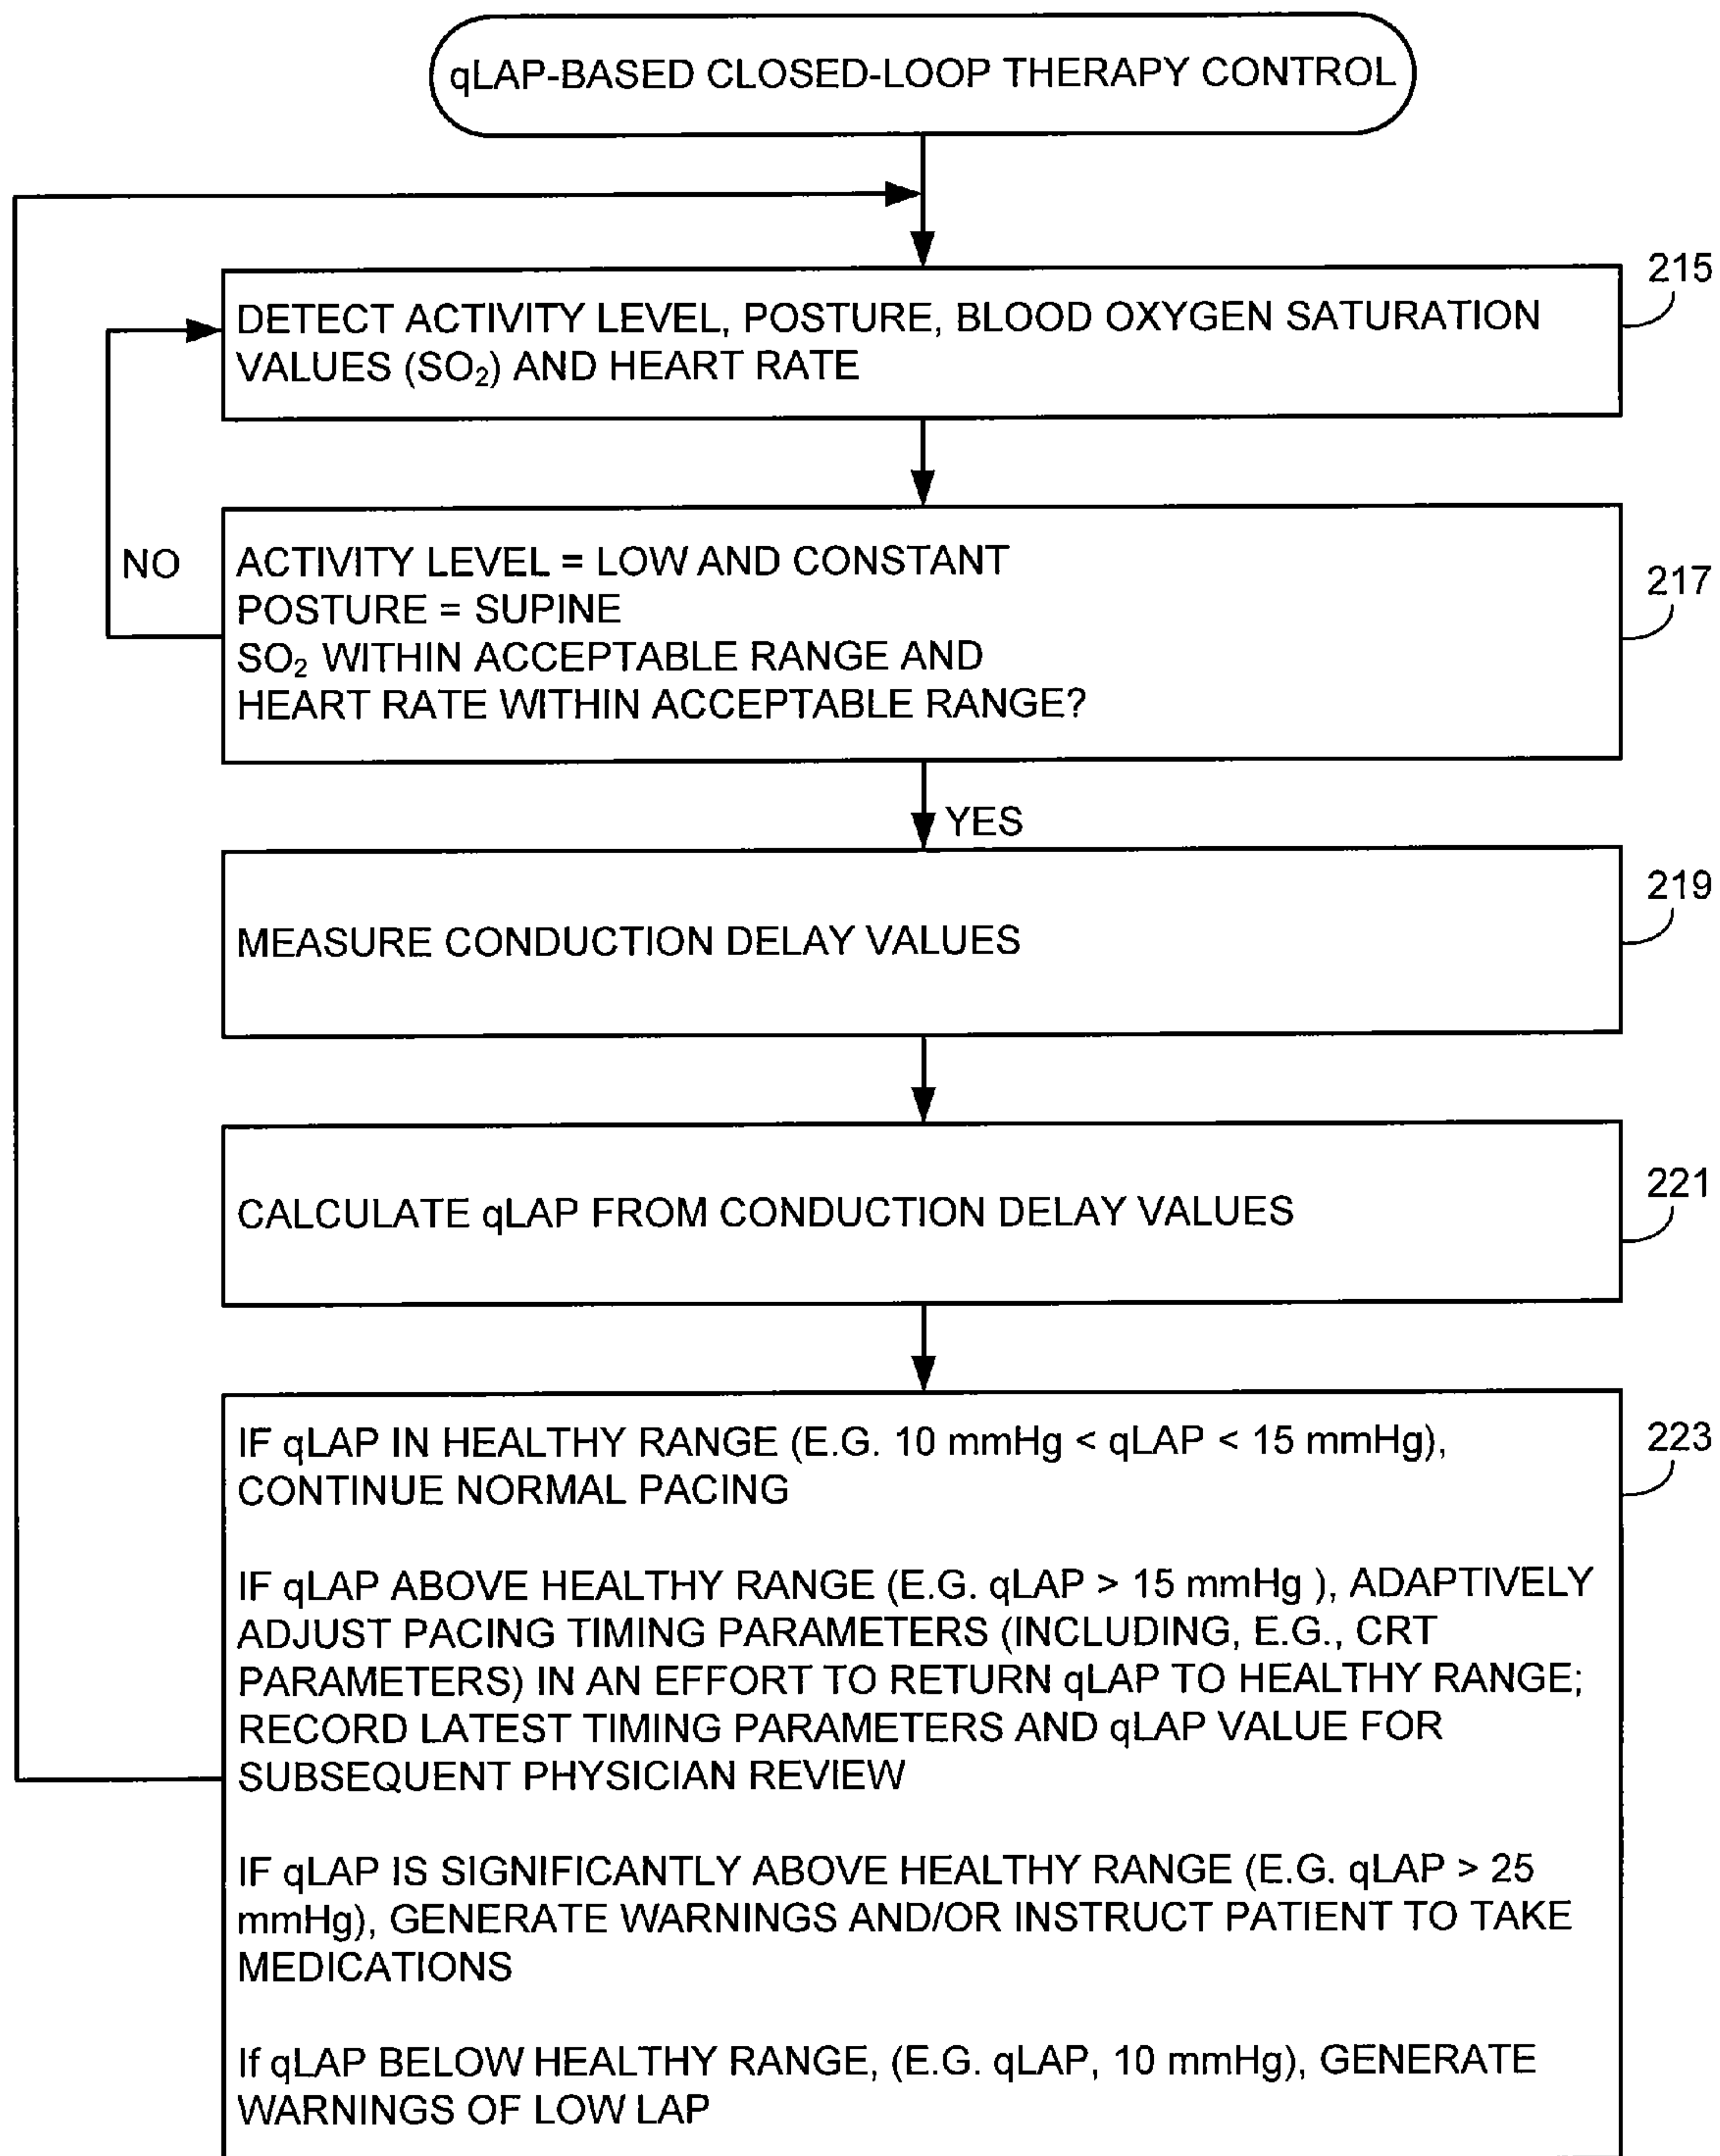 qLAP-BASED CLOSED-LOOP THERAPY CONTROL
215
DETECT ACTIVITY LEVEL, POSTURE, BLOOD OXYGEN SATURATION
VALUES (SO₂) AND HEART RATE
NO
ACTIVITY LEVEL = LOW AND CONSTANT
POSTURE = SUPINE
SO₂ WITHIN ACCEPTABLE RANGE AND
HEART RATE WITHIN ACCEPTABLE RANGE?
217
YES
219
MEASURE CONDUCTION DELAY VALUES
221
CALCULATE qLAP FROM CONDUCTION DELAY VALUES
223
IF qLAP IN HEALTHY RANGE (E.G. 10 mmHg < qLAP < 15 mmHg),
CONTINUE NORMAL PACING
IF qLAP ABOVE HEALTHY RANGE (E.G. qLAP > 15 mmHg ), ADAPTIVELY
ADJUST PACING TIMING PARAMETERS (INCLUDING, E.G., CRT
PARAMETERS) IN AN EFFORT TO RETURN qLAP TO HEALTHY RANGE;
RECORD LATEST TIMING PARAMETERS AND qLAP VALUE FOR
SUBSEQUENT PHYSICIAN REVIEW
IF qLAP IS SIGNIFICANTLY ABOVE HEALTHY RANGE (E.G. qLAP > 25
mmHg), GENERATE WARNINGS AND/OR INSTRUCT PATIENT TO TAKE
MEDICATIONS
If qLAP BELOW HEALTHY RANGE, (E.G. qLAP, 10 mmHg), GENERATE
WARNINGS OF LOW LAP